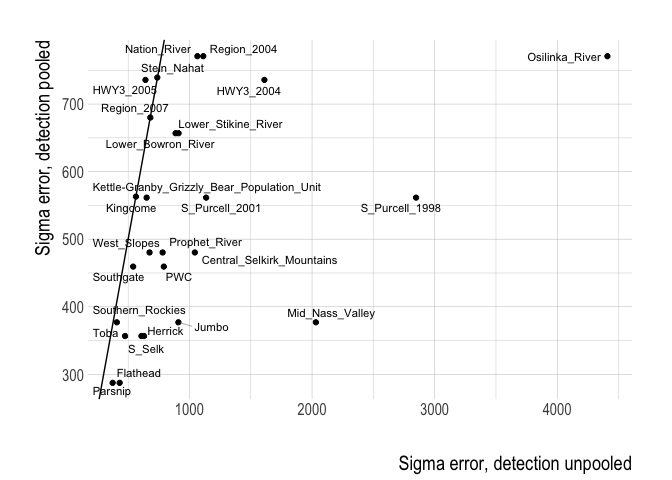 Sigma error, detection pooled
Nation_River
Region_2004
Osilinka_River
Stein_Nahat
HWY3_2005
HWY3_2004
700
Region_2007
Lower_Stikine_River
Lower_Bowron_River
600
Kettle-Granby_Grizzly_Bear_Population_Unit
Kingcome
S_Purcell_2001
S_Purcell_1998
500
West_Slopes
Prophet_River
Central_Selkirk_Mountains
Southgate
PWC
400
Southern_Rockies
Mid_Nass_Valley
Toba
Herrick
Jumbo
S_Selk
300
Flathead
Parsnip
1000
2000
3000
4000
Sigma error, detection unpooled